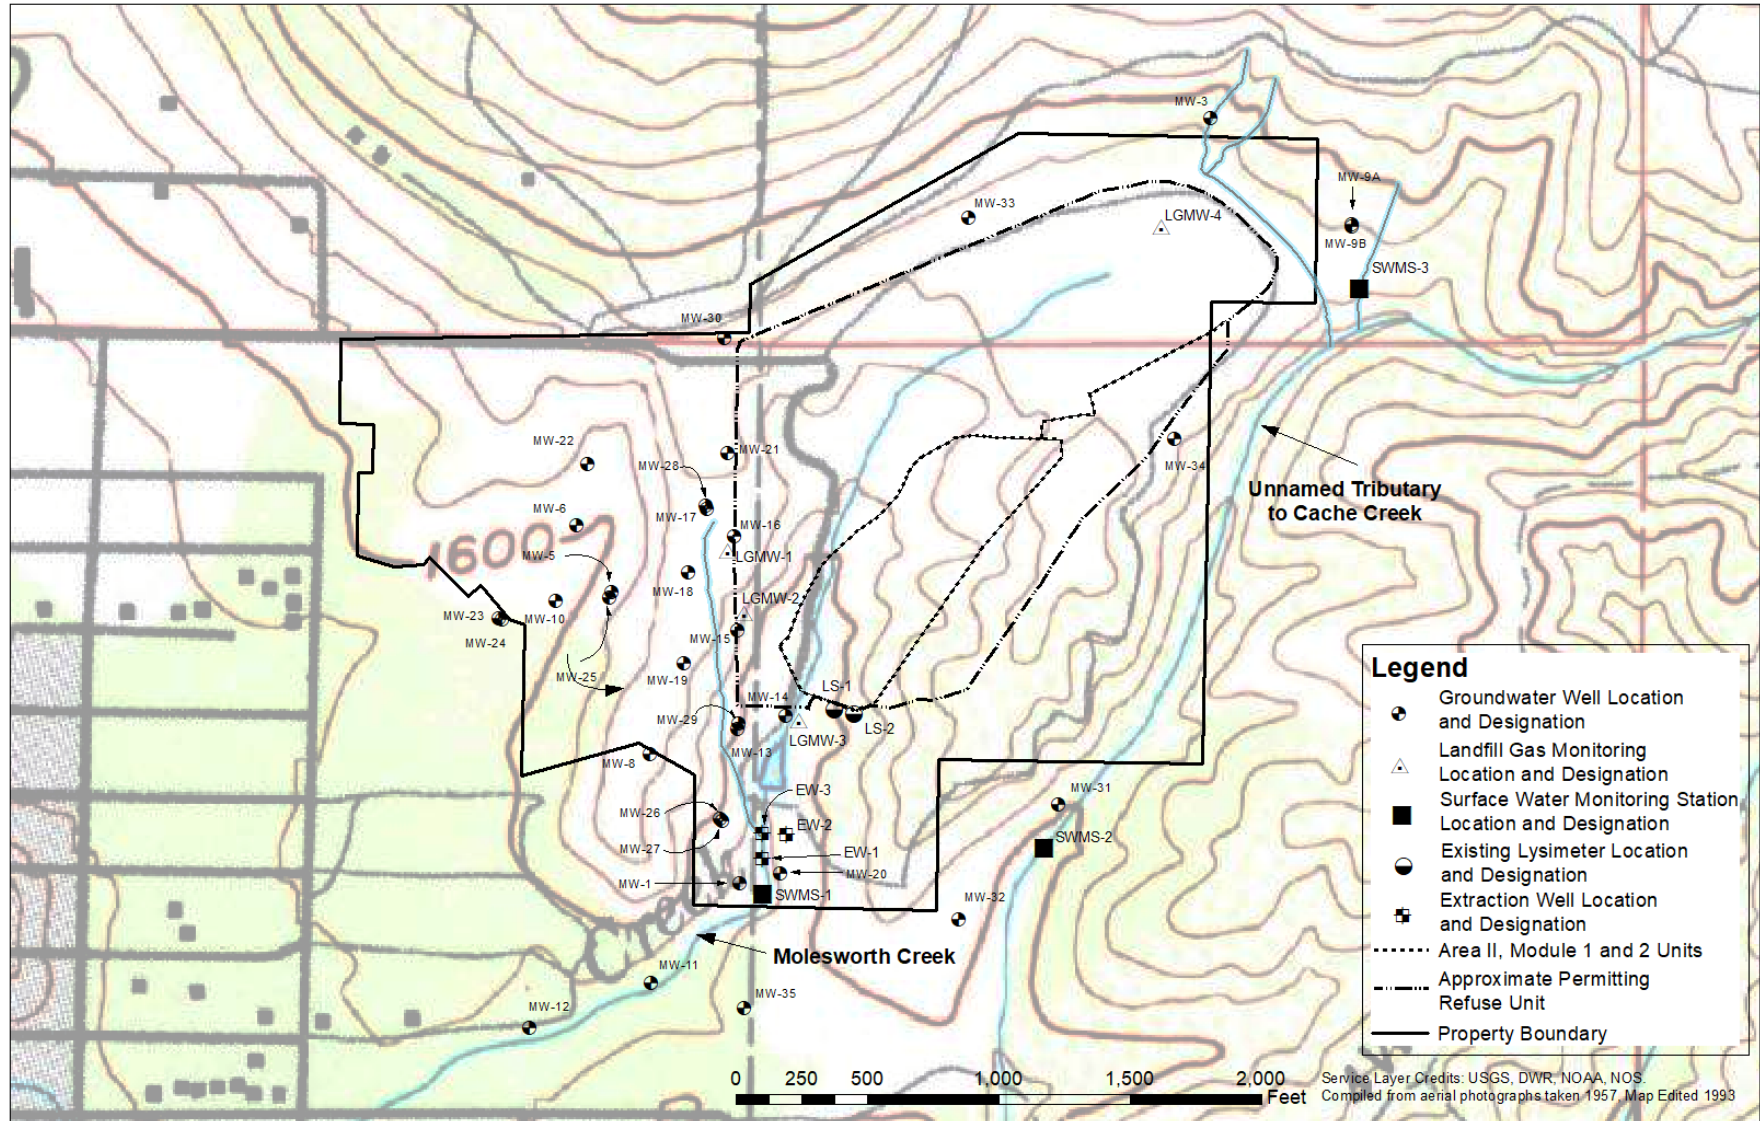 MW-3
MW-9A
MW-33
LGMW-4
MW-9B
SWMS-3
MW-30
MW-22
MW-28
MW-21
MW-34
Unnamed Tributary
to Cache Creek
MW-6
MW-17
MW-16
1600
MW-5
LGMW-1
MW-18
LGMW-2
MW-23
MW-10
MW-24
MW-15
MW-25
MW-19
MW-14
LS-1
MW-29
LS-2
LGMW-3
MW-13
MW-8
EW-3
MW-26
EW-2
MW-31
SWMS-2
MW-27
EW-1
MW-20
MW-1
SWMS-1
MW-32
Creek
Molesworth Creek
MW-11
MW-12
MW-35
Legend
Groundwater Well Location
and Designation
Landfill Gas Monitoring
Location and Designation
Surface Water Monitoring Station
Location and Designation
Existing Lysimeter Location
and Designation
Extraction Well Location
and Designation
Area II, Module 1 and 2 Units
Approximate Permitting
Refuse Unit
Property Boundary
0 250 500 1,000 1,500 2,000
Feet
Service Layer Credits: USGS, DWR, NOAA, NOS.
Compiled from aerial photographs taken 1957. Map Edited 1993